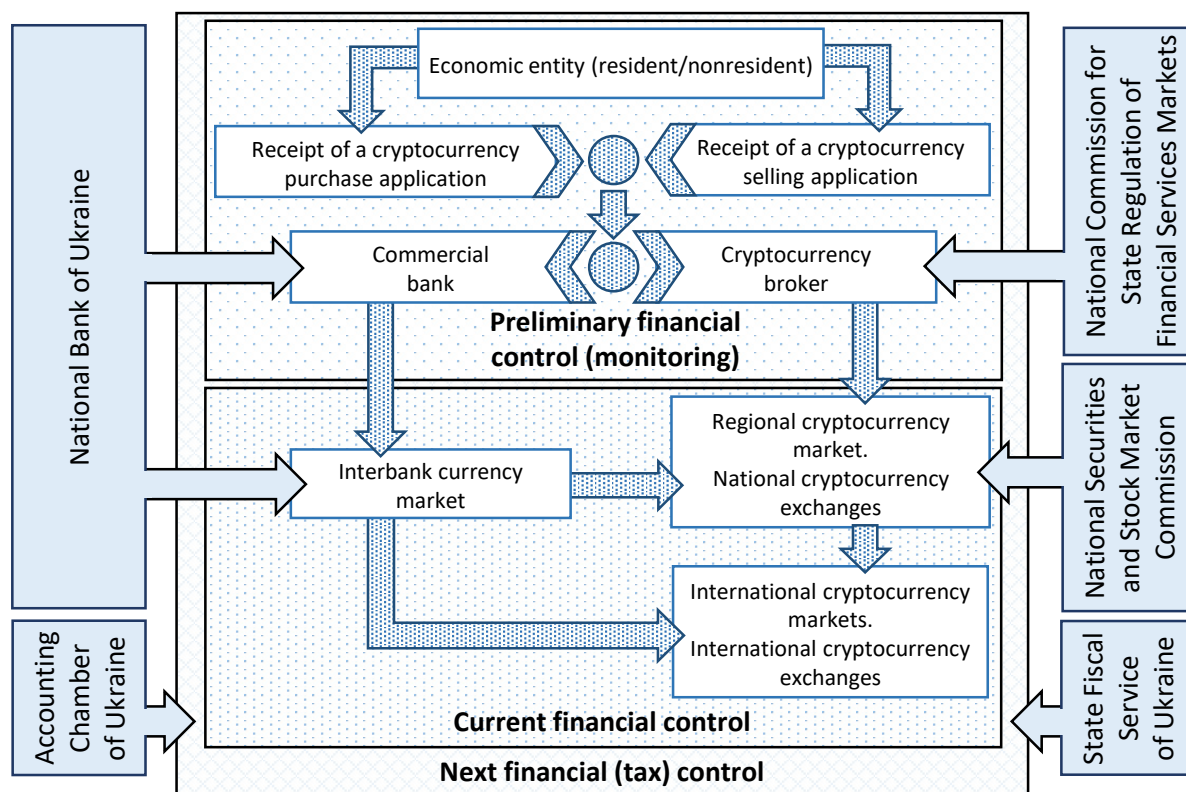 National Bank of Ukraine
Accounting
Chamber
of Ukraine
Economic entity (resident/nonresident)
Receipt of a cryptocurrency
purchase application
Receipt of a cryptocurrency
selling application
Commercial
bank
Cryptocurrency
broker
Preliminary financial
control (monitoring)
Interbank currency
market
Regional cryptocurrency
market.
National cryptocurrency
exchanges
International cryptocurrency
markets.
International cryptocurrency
exchanges
Current financial control
Next financial (tax) control
National Commission for
State Regulation of
Financial Services Markets
National Securities
and Stock Market
Commission
State Fiscal
Service
of Ukraine